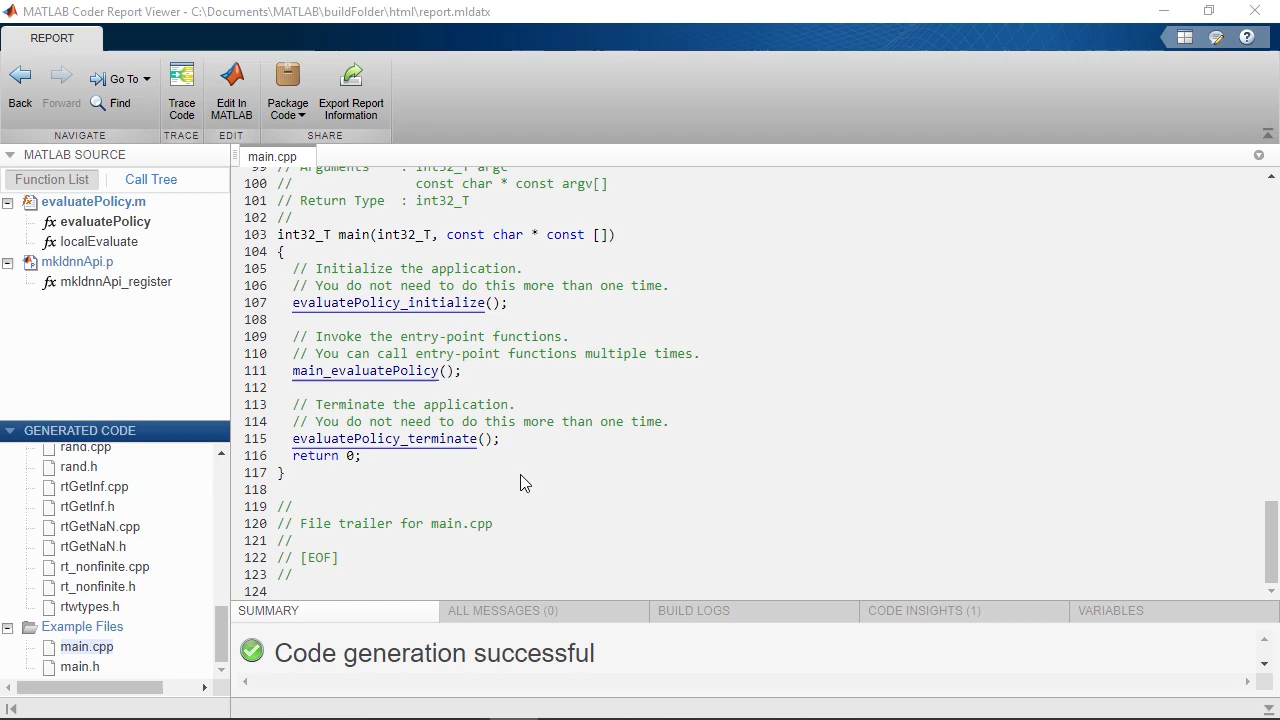 MATLAB Coder Report Viewer - C:\Documents\MATLAB\buildFolder\html\report.mldatx
REPORT
Back
Forward
Go To
Find
Trace Code
Edit In MATLAB
Package Code
Export Report Information
NAVIGATE
TRACE
EDIT
SHARE
MATLAB SOURCE
Function List
Call Tree
evaluatePolicy.m
fx evaluatePolicy
fx localEvaluate
mkldnnApi.p
fx mkldnnApi_register
GENERATED CODE
rand.cpp
rand.h
rtGetInf.cpp
rtGetInf.h
rtGetNaN.cpp
rtGetNaN.h
rt_nonfinite.cpp
rt_nonfinite.h
rtwtypes.h
Example Files
main.cpp
main.h
main.cpp
99 // Arguments    : int32_T argc
100 //                const char * const argv[]
101 // Return Type  : int32_T
102 //
103 int32_T main(int32_T, const char * const [])
104 {
105   // Initialize the application.
106   // You do not need to do this more than one time.
107   evaluatePolicy_initialize();
108
109   // Invoke the entry-point functions.
110   // You can call entry-point functions multiple times.
111   main_evaluatePolicy();
112
113   // Terminate the application.
114   // You do not need to do this more than one time.
115   evaluatePolicy_terminate();
116   return 0;
117 }
118
119 //
120 // File trailer for main.cpp
121 //
122 // [EOF]
123 //
124
SUMMARY
ALL MESSAGES (0)
BUILD LOGS
CODE INSIGHTS (1)
VARIABLES
Code generation successful